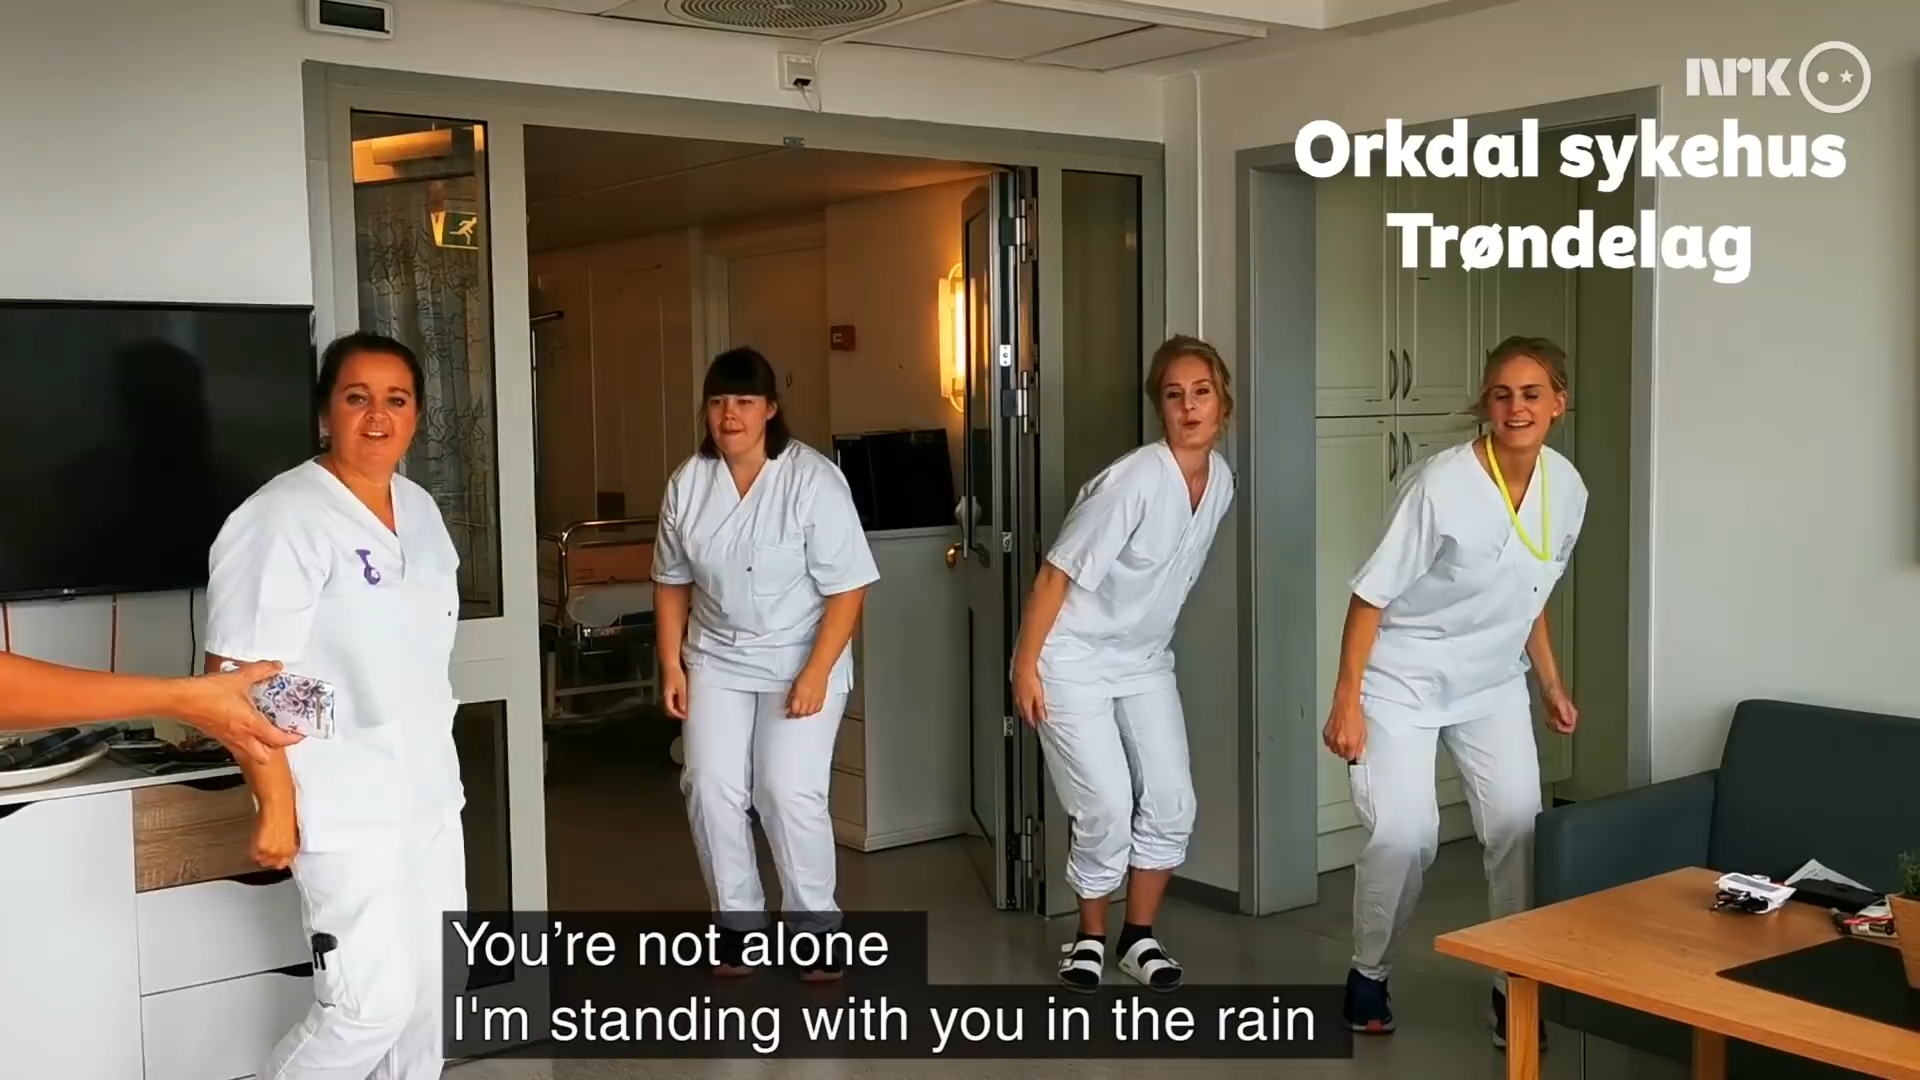 nrk
Orkdal sykehus
Trøndelag
You’re not alone
I'm standing with you in the rain